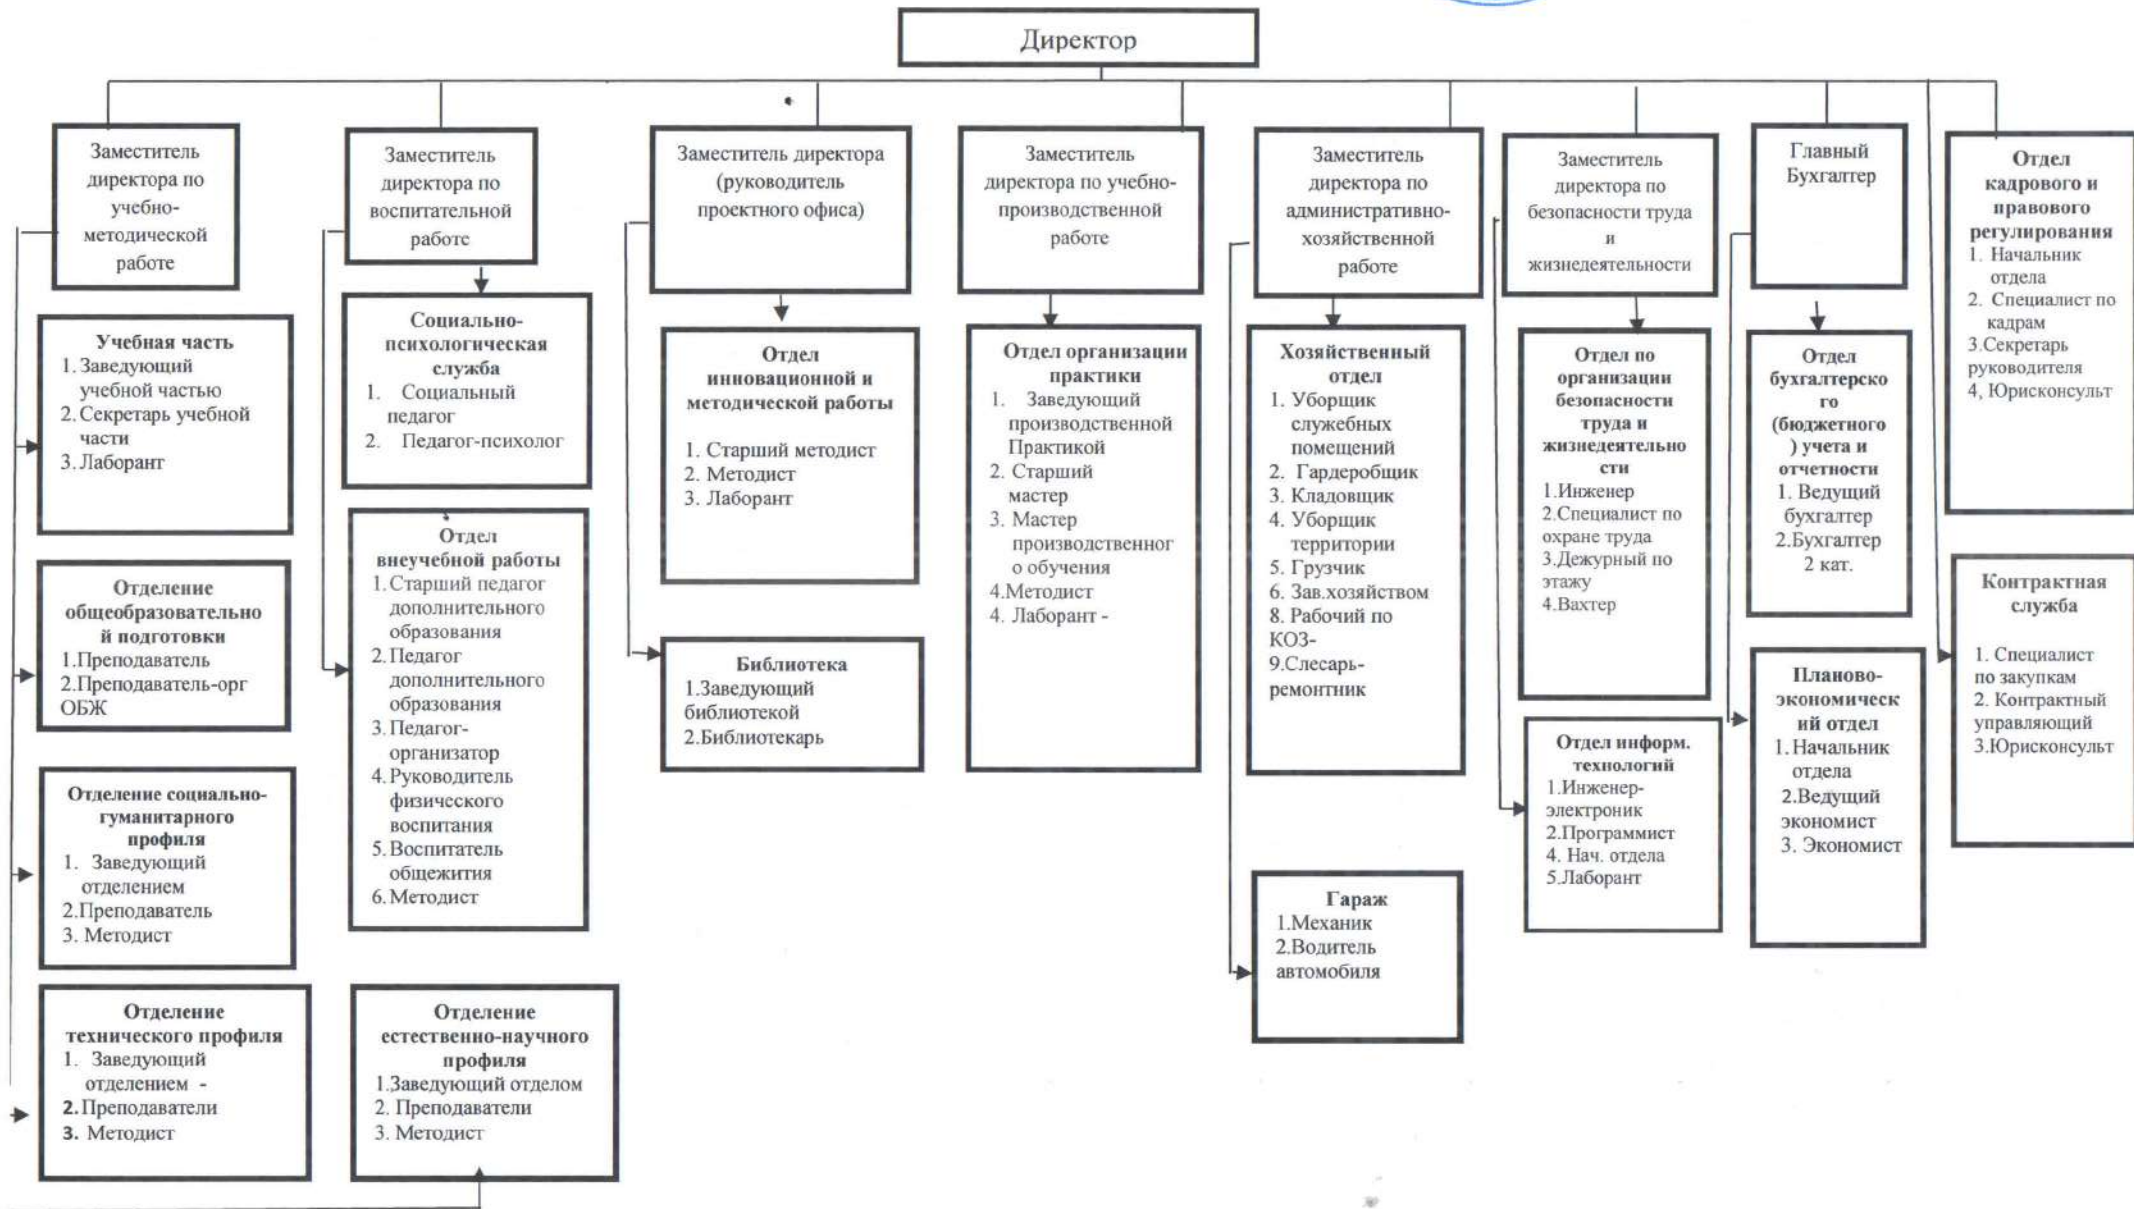 Директор
Заместитель
директора по
учебно-
методической
работе
Заместитель
директора по
воспитательной
работе
Заместитель директора
(руководитель
проектного офиса)
Заместитель
директора по учебно-
производственной
работе
Заместитель
директора по
административно-
хозяйственной
работе
Заместитель
директора по
безопасности труда
и
жизнедеятельности
Главный
Бухгалтер
Отдел
кадрового и
правового
регулирования
1. Начальник
отдела
2. Специалист по
кадрам
3.Секретарь
руководителя
4, Юрисконсульт
Учебная часть
1. Заведующий
учебной частью
2. Секретарь учебной
части
3. Лаборант
Социально-
психологическая
служба
1. Социальный
педагог
2. Педагог-психолог
Отдел
инновационной и
методической работы
1. Старший методист
2. Методист
3. Лаборант
Отдел организации
практики
1. Заведующий
производственной
Практикой
2. Старший
мастер
3. Мастер
производственног
о обучения
4.Методист
4. Лаборант -
Хозяйственный
отдел
1. Уборщик
служебных
помещений
2. Гардеробщик
3. Кладовщик
4. Уборщик
территории
5. Грузчик
6. Зав.хозяйством
8. Рабочий по
КОЗ-
9.Слесарь-
ремонтник
Отдел по
организации
безопасности
труда и
жизнедеятельно
сти
1.Инженер
2.Специалист по
охране труда
3.Дежурный по
этажу
4.Вахтер
Отдел
бухгалтерско
го
(бюджетного
) учета и
отчетности
1. Ведущий
бухгалтер
2.Бухгалтер
2 кат.
Контрактная
служба
1. Специалист
по закупкам
2. Контрактный
управляющий
3.Юрисконсульт
Отделение
общеобразовательно
й подготовки
1.Преподаватель
2.Преподаватель-орг
ОБЖ
Отдел
внеучебной работы
1. Старший педагог
дополнительного
образования
2. Педагог
дополнительного
образования
3. Педагог-
организатор
4. Руководитель
физического
воспитания
5. Воспитатель
общежития
6. Методист
Библиотека
1.Заведующий
библиотекой
2.Библиотекарь
Отдел информ.
технологий
1.Инженер-
электроник
2.Программист
4. Нач. отдела
5.Лаборант
Планово-
экономическ
ий отдел
1. Начальник
отдела
2.Ведущий
экономист
3. Экономист
Отделение социально-
гуманитарного
профиля
1. Заведующий
отделением
2.Преподаватель
3. Методист
Гараж
1.Механик
2.Водитель
автомобиля
Отделение
технического профиля
1. Заведующий
отделением -
2. Преподаватели
3. Методист
Отделение
естественно-научного
профиля
1.Заведующий отделом
2. Преподаватели
3. Методист